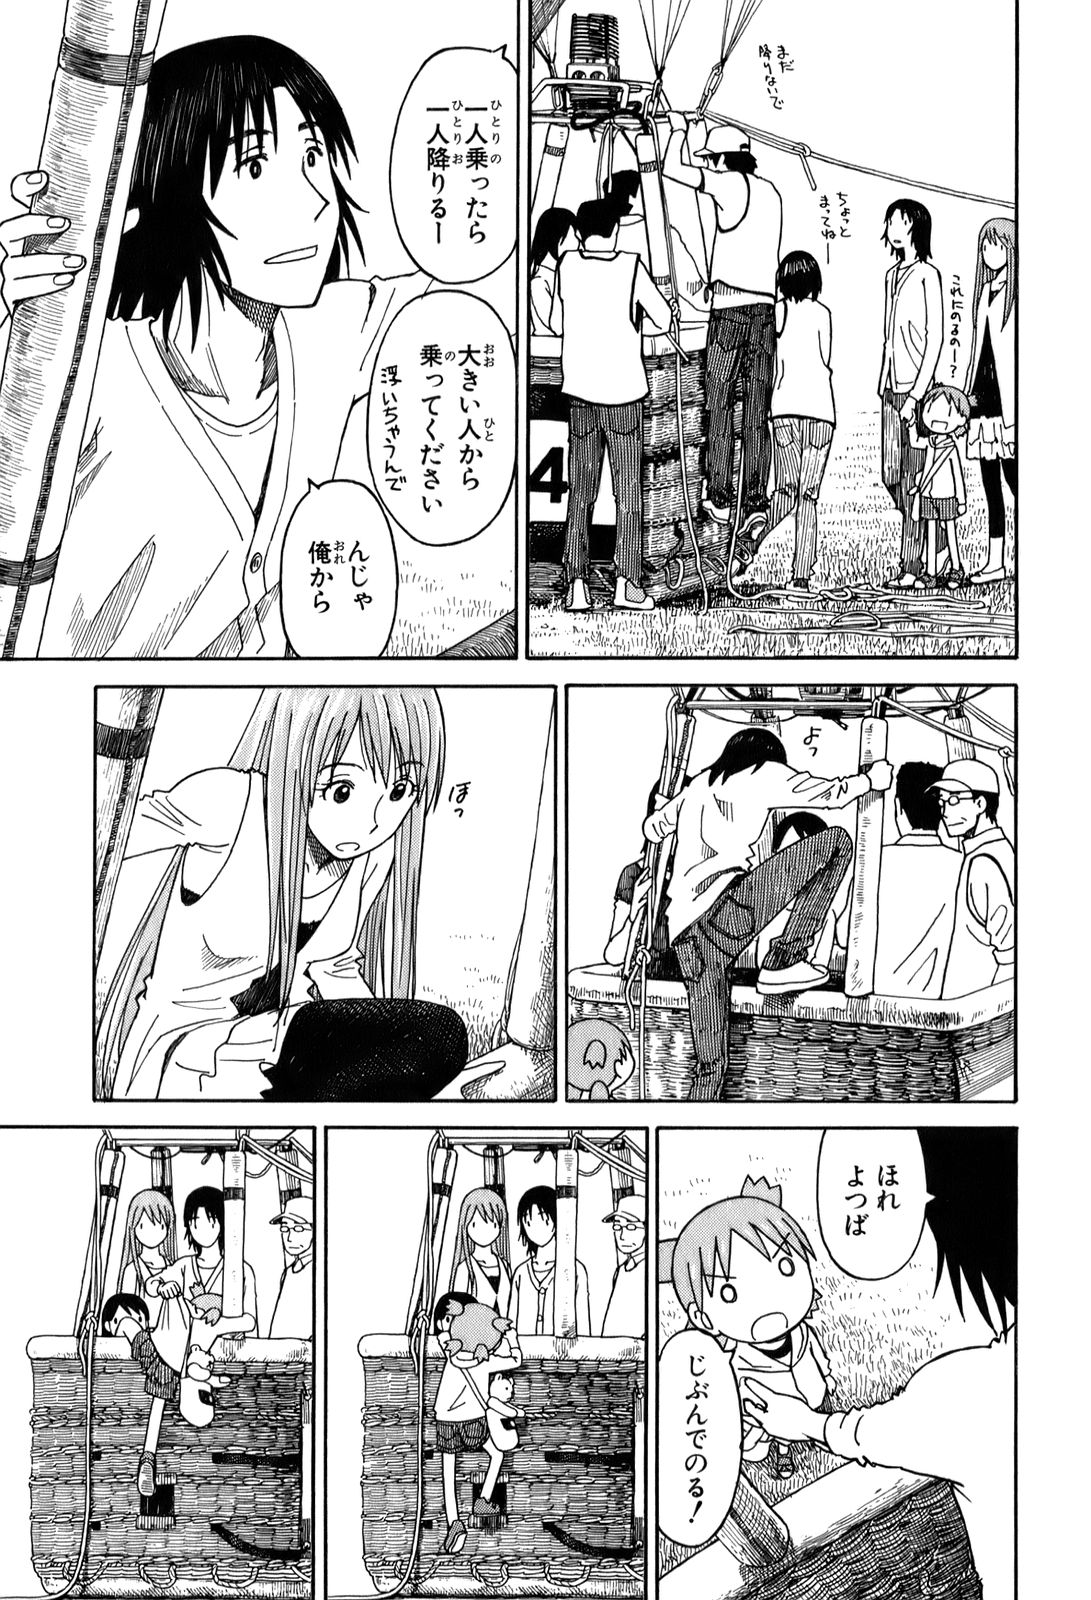 まだ
降りないで
ちょっと
まってねー
これにのるのー？
一人乗ったら
一人降りるー
大きい人から
乗ってください
浮いちゃうんで
んじゃ
俺から
4
よっ
ほっ
ほれ
よつば
じぶんでのる！